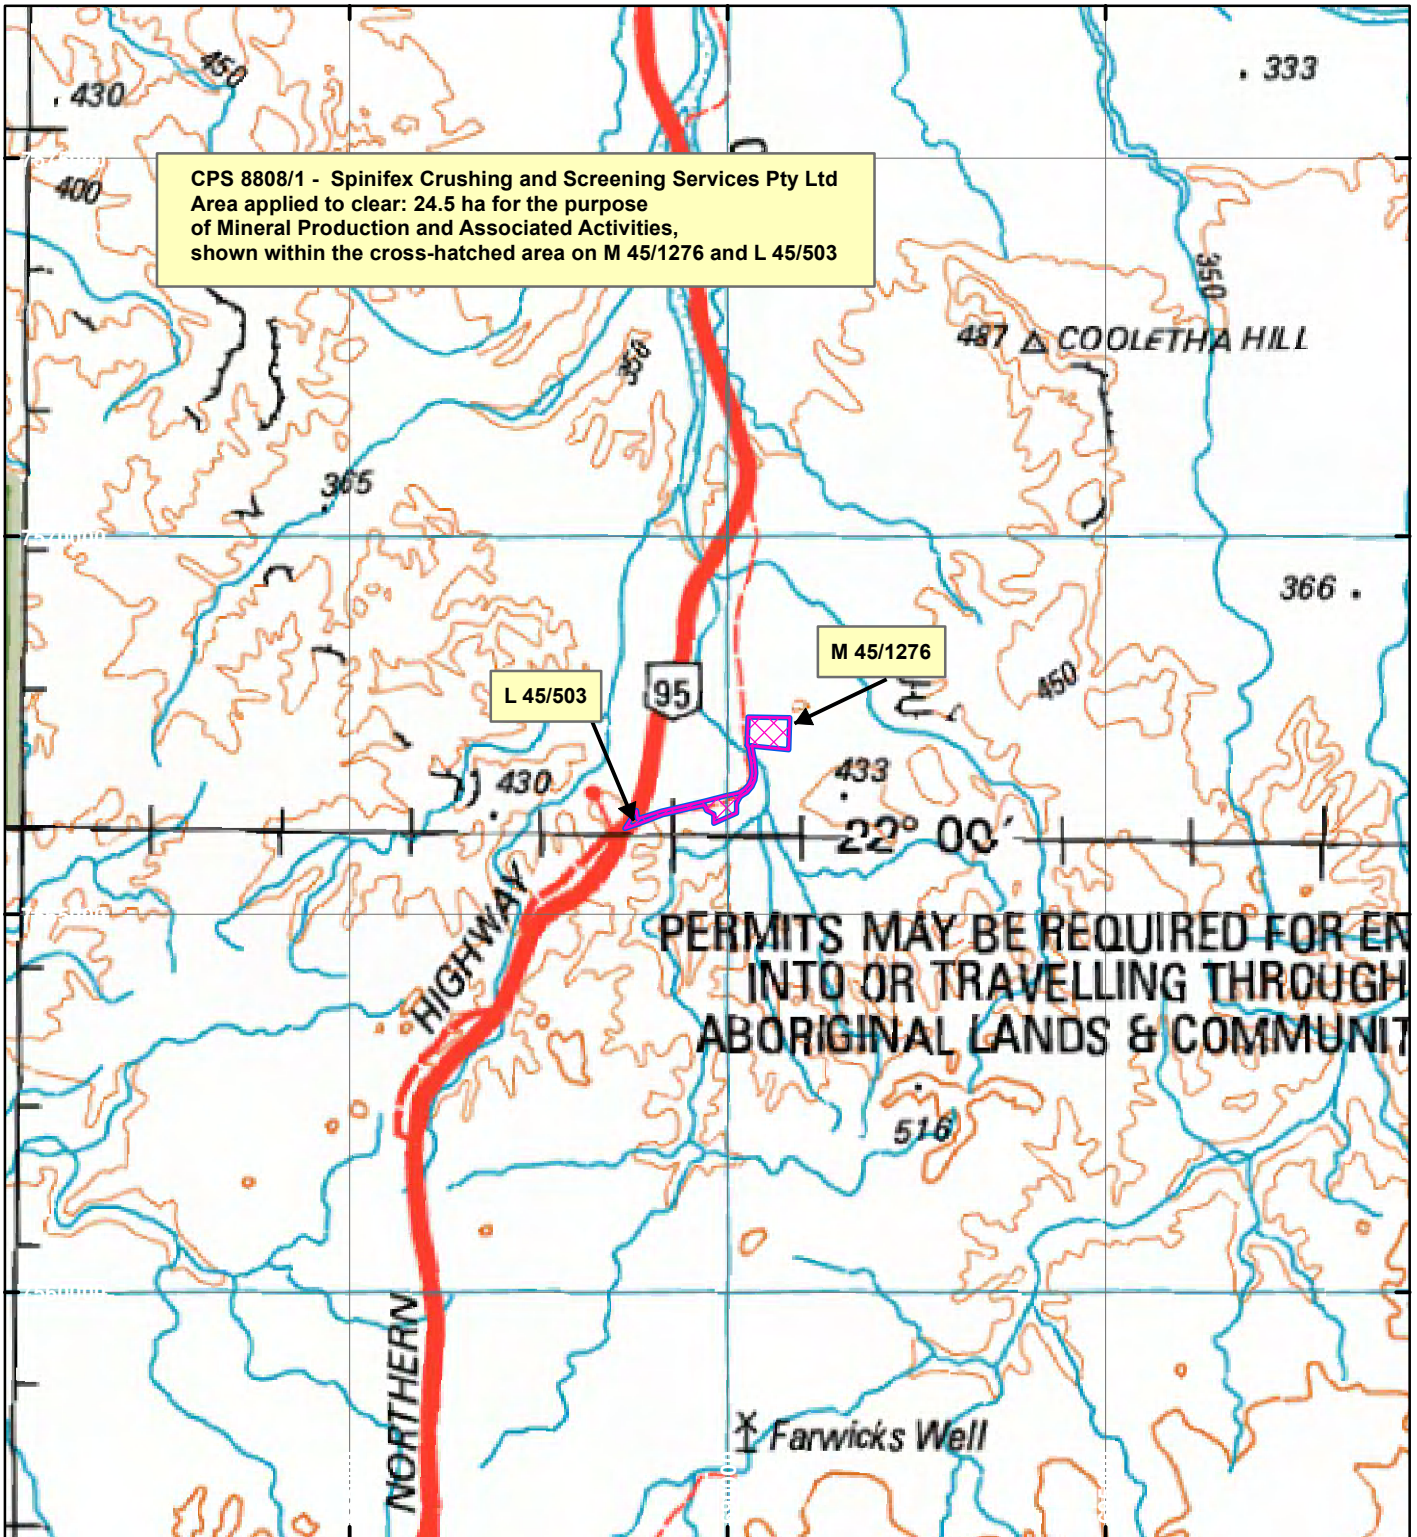 450
430
333
CPS 8808/1 - Spinifex Crushing and Screening Services Pty Ltd
Area applied to clear: 24.5 ha for the purpose
of Mineral Production and Associated Activities,
shown within the cross-hatched area on M 45/1276 and L 45/503
400
350
487 COOLETHA HILL
350
365
7570000
366
M 45/1276
L 45/503
95
450
433
430
22° 00'
HIGHWAY
PERMITS MAY BE REQUIRED FOR EN
INTO OR TRAVELLING THROUGH
ABORIGINAL LANDS & COMMUNIT
516
7560000
NORTHERN
Farwicks Well